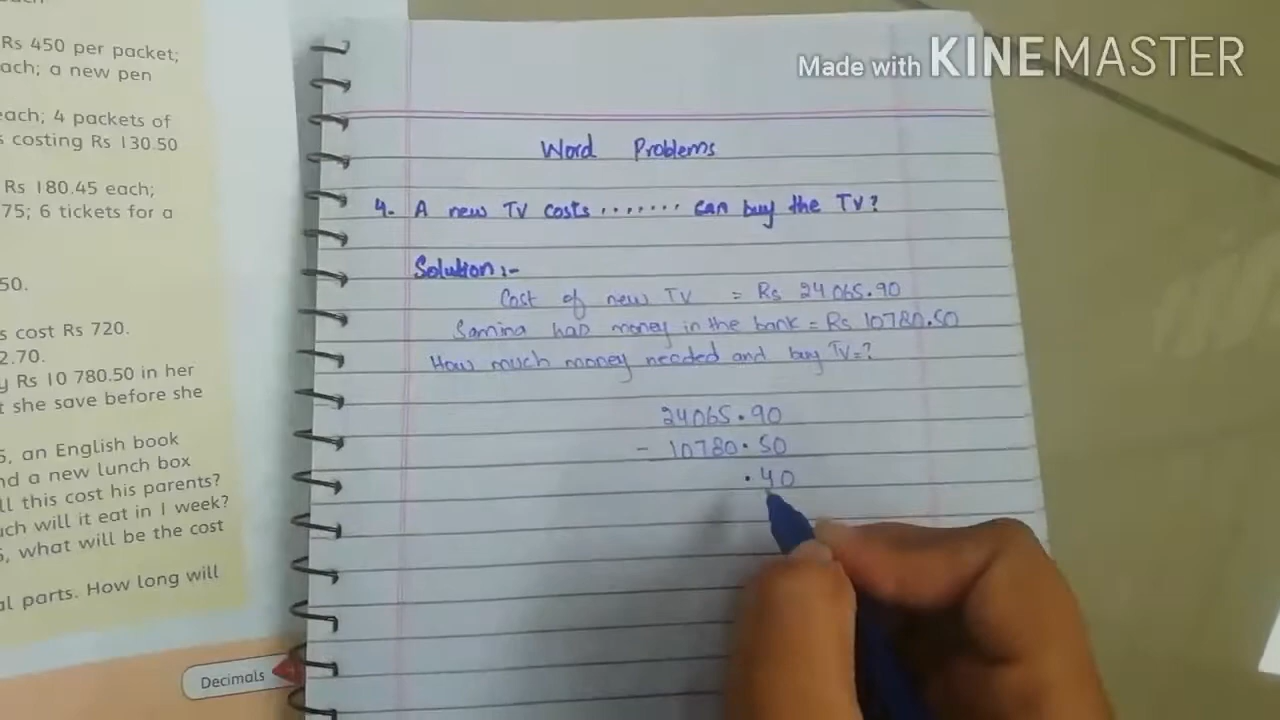 Rs 450 per packet;
ach; a new pen
each; 4 packets of
s costing Rs 130.50
Rs 180.45 each;
75; 6 tickets for a
50.
s cost Rs 720.
2.70.
y Rs 10 780.50 in her
t she save before she
5, an English book
nd a new lunch box
ll this cost his parents?
uch will it eat in 1 week?
5, what will be the cost
al parts. How long will
Decimals
Made with KINEMASTER
Word Problems
4. A new TV costs ....... can buy the TV?
Solution:-
Cost of new TV = Rs 24065.90
Samina had money in the bank = Rs 10780.50
How much money needed and buy TV=?
24065.90
- 10780.50
.40